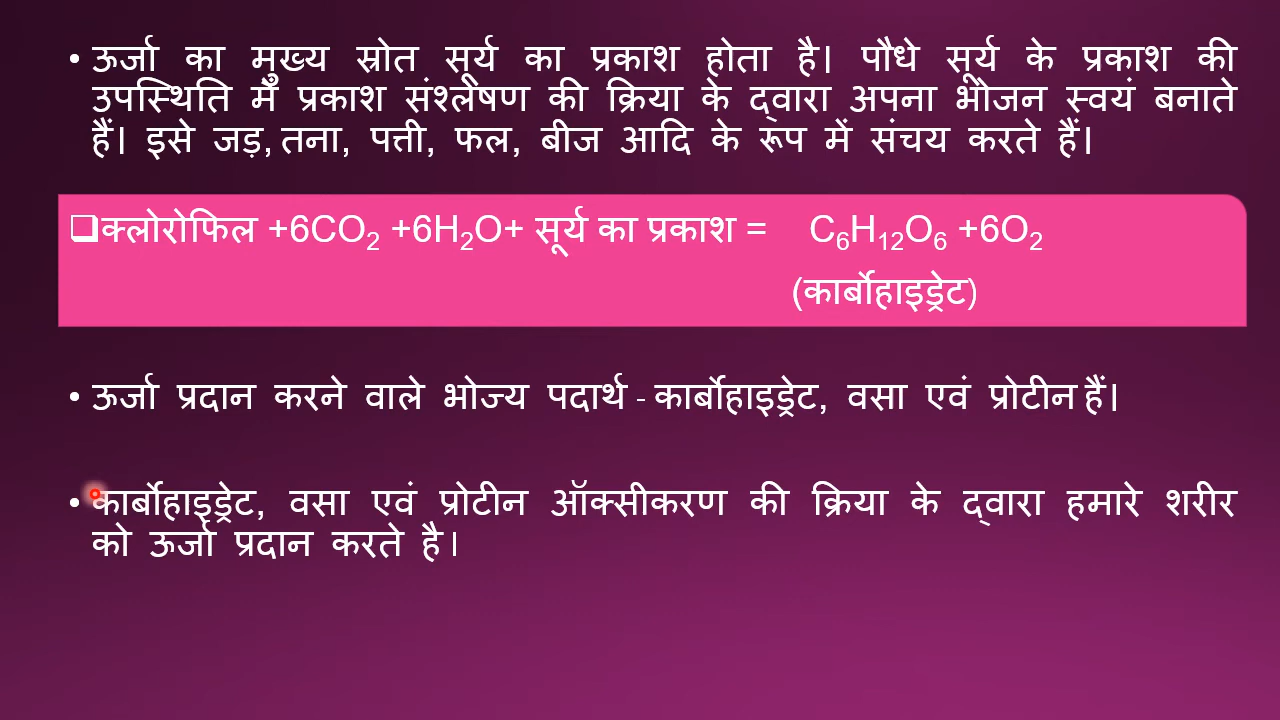 • ऊर्जा का मुख्य स्रोत सूर्य का प्रकाश होता है। पौधे सूर्य के प्रकाश की
उपस्थिति में प्रकाश संश्लेषण की क्रिया के द्वारा अपना भोजन स्वयं बनाते
हैं। इसे जड़, तना, पत्ती, फल, बीज आदि के रूप में संचय करते हैं।
❑क्लोरोफिल +6CO₂ +6H₂O+ सूर्य का प्रकाश = C₆H₁₂O₆ +6O₂
(कार्बोहाइड्रेट)
• ऊर्जा प्रदान करने वाले भोज्य पदार्थ - कार्बोहाइड्रेट, वसा एवं प्रोटीन हैं।
• कार्बोहाइड्रेट, वसा एवं प्रोटीन ऑक्सीकरण की क्रिया के द्वारा हमारे शरीर
को ऊर्जा प्रदान करते है।